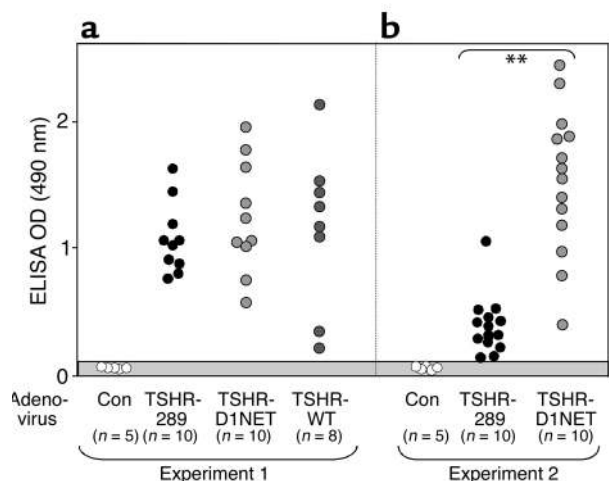 a b
**
2
1
0
ELISA OD (490 nm)
Adeno-
virus
Con TSHR- TSHR- TSHR- Con TSHR- TSHR-
289 D1NET WT 289 D1NET
(n = 5) (n = 10) (n = 10) (n = 8) (n = 5) (n = 10) (n = 10)
Experiment 1 Experiment 2